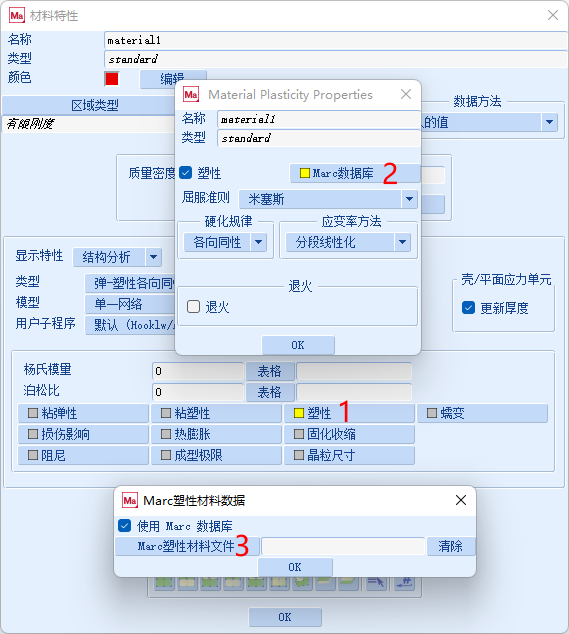 Ma 材料特性
名称 material1
类型 standard
颜色 编辑
区域类型
数据方法
有限刚度
的值
质量密度
Ma Material Plasticity Properties
名称 material1
类型 standard
塑性 Marc数据库 2
屈服准则 米塞斯
硬化规律 应变率方法
各向同性 分段线性化
退火
退火
OK
显示特性 结构分析
类型 弹-塑性各向同
模型 单一网络
用户子程序 默认 (Hooklw/
壳/平面应力单元
更新厚度
杨氏模量 0 表格
泊松比 0 表格
粘弹性 粘塑性 塑性 1 蠕变
损伤影响 热膨胀 固化收缩
阻尼 成型极限 晶粒尺寸
Ma Marc塑性材料数据
使用 Marc 数据库
Marc塑性材料文件 3 清除
OK
OK